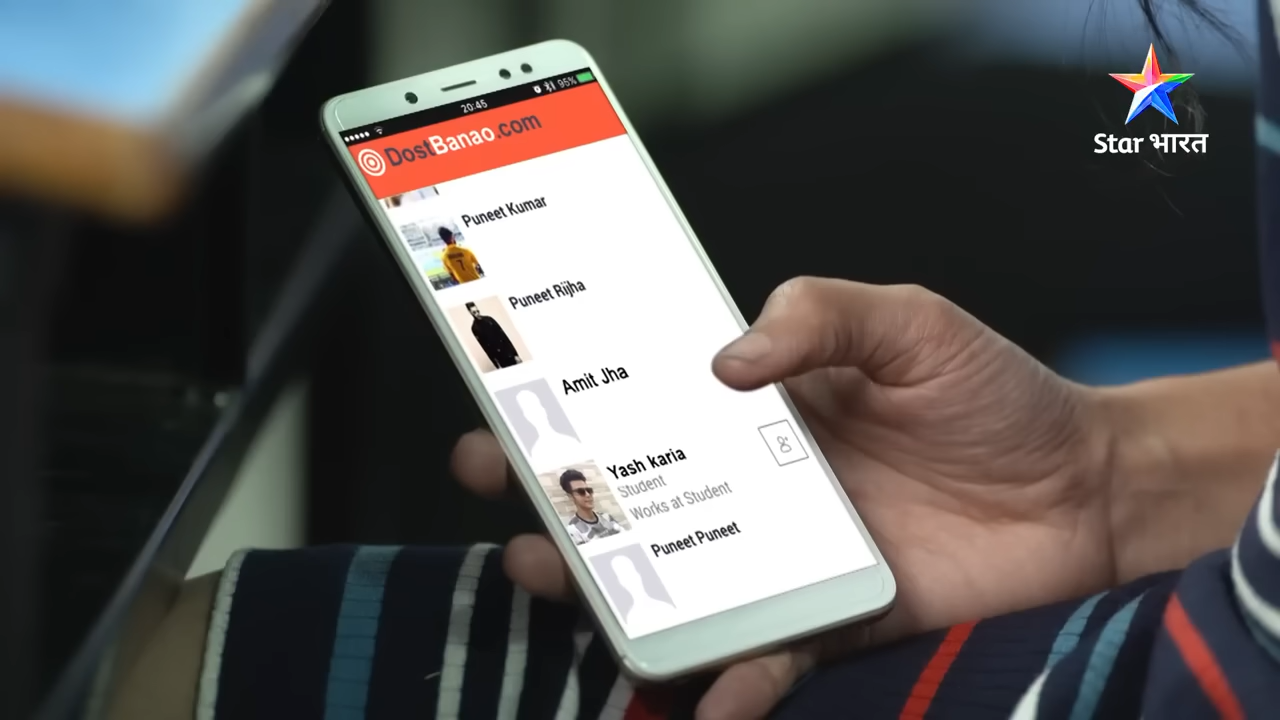 Star भारत
20:45
95%
DostBanao.com
Puneet Kumar
Puneet Rijha
Amit Jha
Yash karia
Student
Works at Student
Puneet Puneet